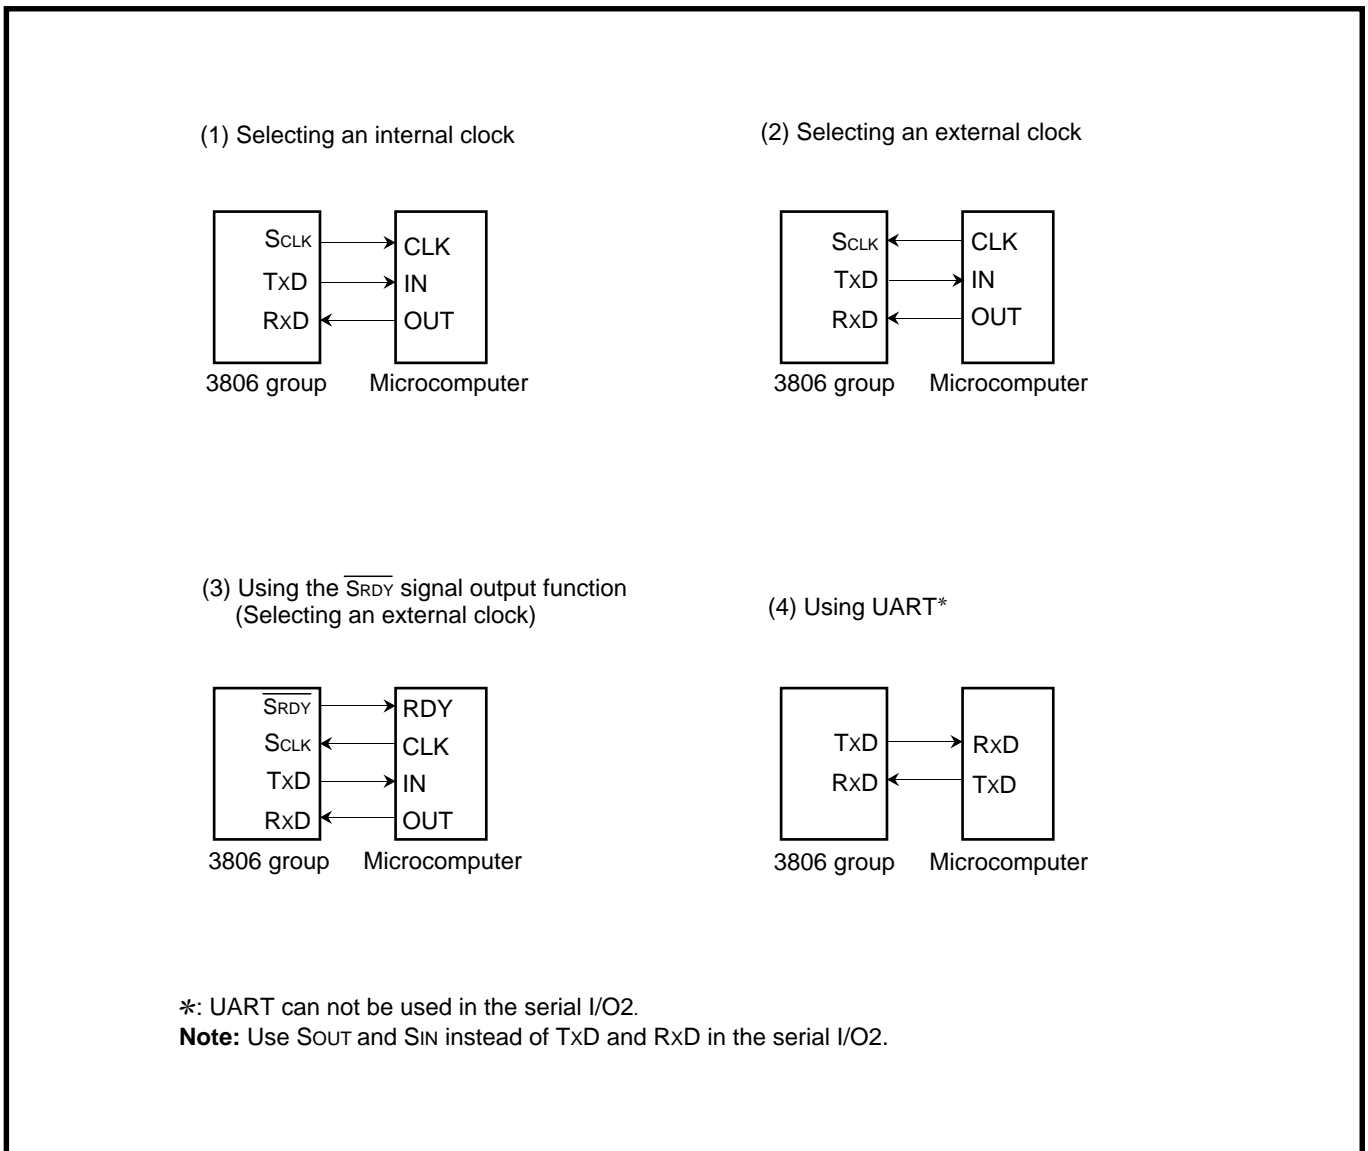 (1) Selecting an internal clock
SCLK
TXD
RXD
CLK
IN
OUT
3806 group
Microcomputer
(2) Selecting an external clock
SCLK
TXD
RXD
CLK
IN
OUT
3806 group
Microcomputer
(3) Using the S̅R̅D̅Y̅ signal output function
(Selecting an external clock)
S̅R̅D̅Y̅
SCLK
TXD
RXD
RDY
CLK
IN
OUT
3806 group
Microcomputer
(4) Using UART*
TXD
RXD
RXD
TXD
3806 group
Microcomputer
*: UART can not be used in the serial I/O2.
Note: Use SOUT and SIN instead of TXD and RXD in the serial I/O2.